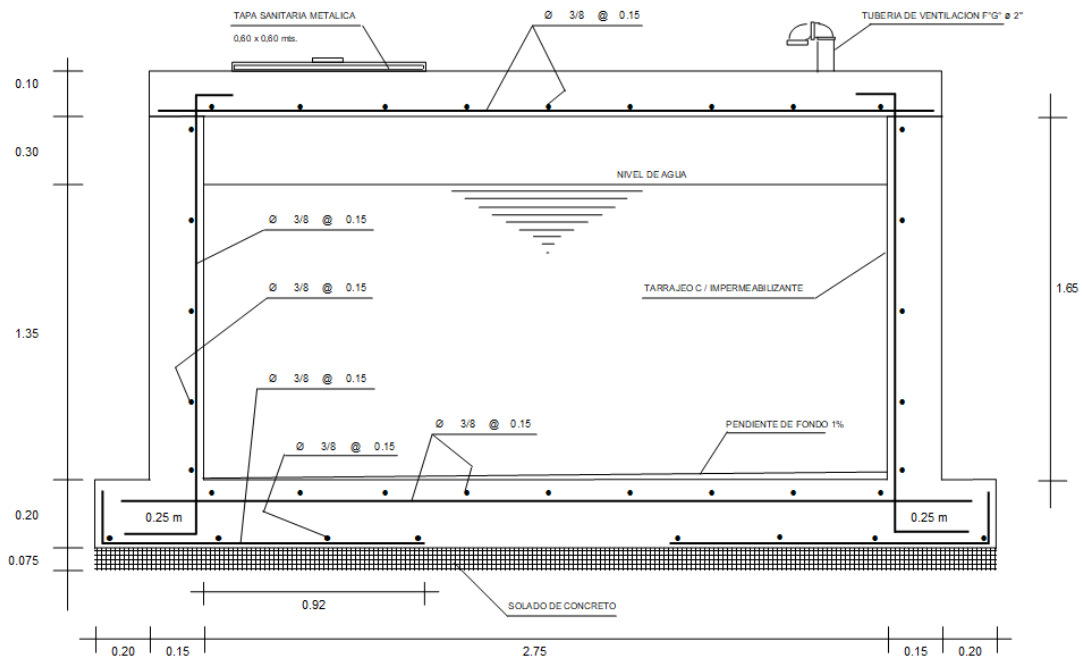 TAPA SANITARIA METALICA
0,60 x 0,60 mts.
Ø 3/8 @ 0.15
TUBERIA DE VENTILACION F°G° ø 2"
0.10
0.30
NIVEL DE AGUA
Ø 3/8 @ 0.15
Ø 3/8 @ 0.15
TARRAJEO C / IMPERMEABILIZANTE
1.65
1.35
Ø 3/8 @ 0.15
Ø 3/8 @ 0.15
PENDIENTE DE FONDO 1%
Ø 3/8 @ 0.15
0.20
0.25 m
0.25 m
0.075
0.92
SOLADO DE CONCRETO
0.20
0.15
2.75
0.15
0.20